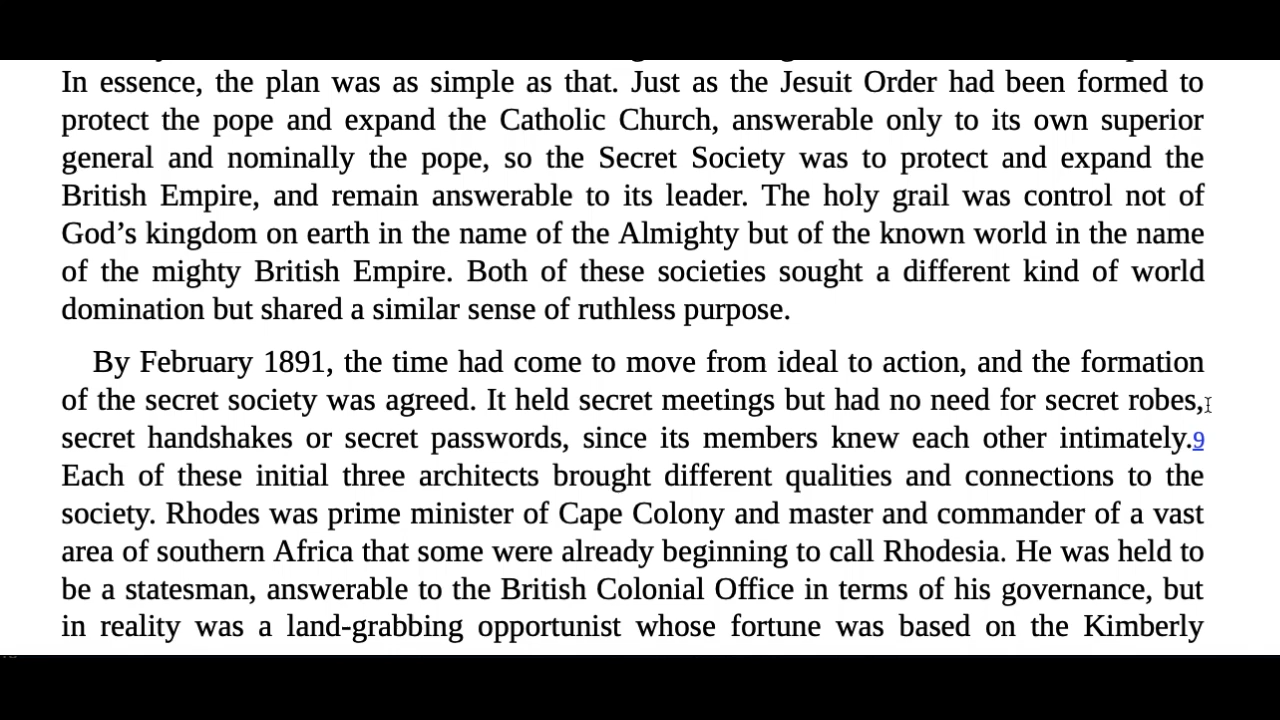 In essence, the plan was as simple as that. Just as the Jesuit Order had been formed to
protect the pope and expand the Catholic Church, answerable only to its own superior
general and nominally the pope, so the Secret Society was to protect and expand the
British Empire, and remain answerable to its leader. The holy grail was control not of
God’s kingdom on earth in the name of the Almighty but of the known world in the name
of the mighty British Empire. Both of these societies sought a different kind of world
domination but shared a similar sense of ruthless purpose.
By February 1891, the time had come to move from ideal to action, and the formation
of the secret society was agreed. It held secret meetings but had no need for secret robes,
secret handshakes or secret passwords, since its members knew each other intimately.9
Each of these initial three architects brought different qualities and connections to the
society. Rhodes was prime minister of Cape Colony and master and commander of a vast
area of southern Africa that some were already beginning to call Rhodesia. He was held to
be a statesman, answerable to the British Colonial Office in terms of his governance, but
in reality was a land-grabbing opportunist whose fortune was based on the Kimberly